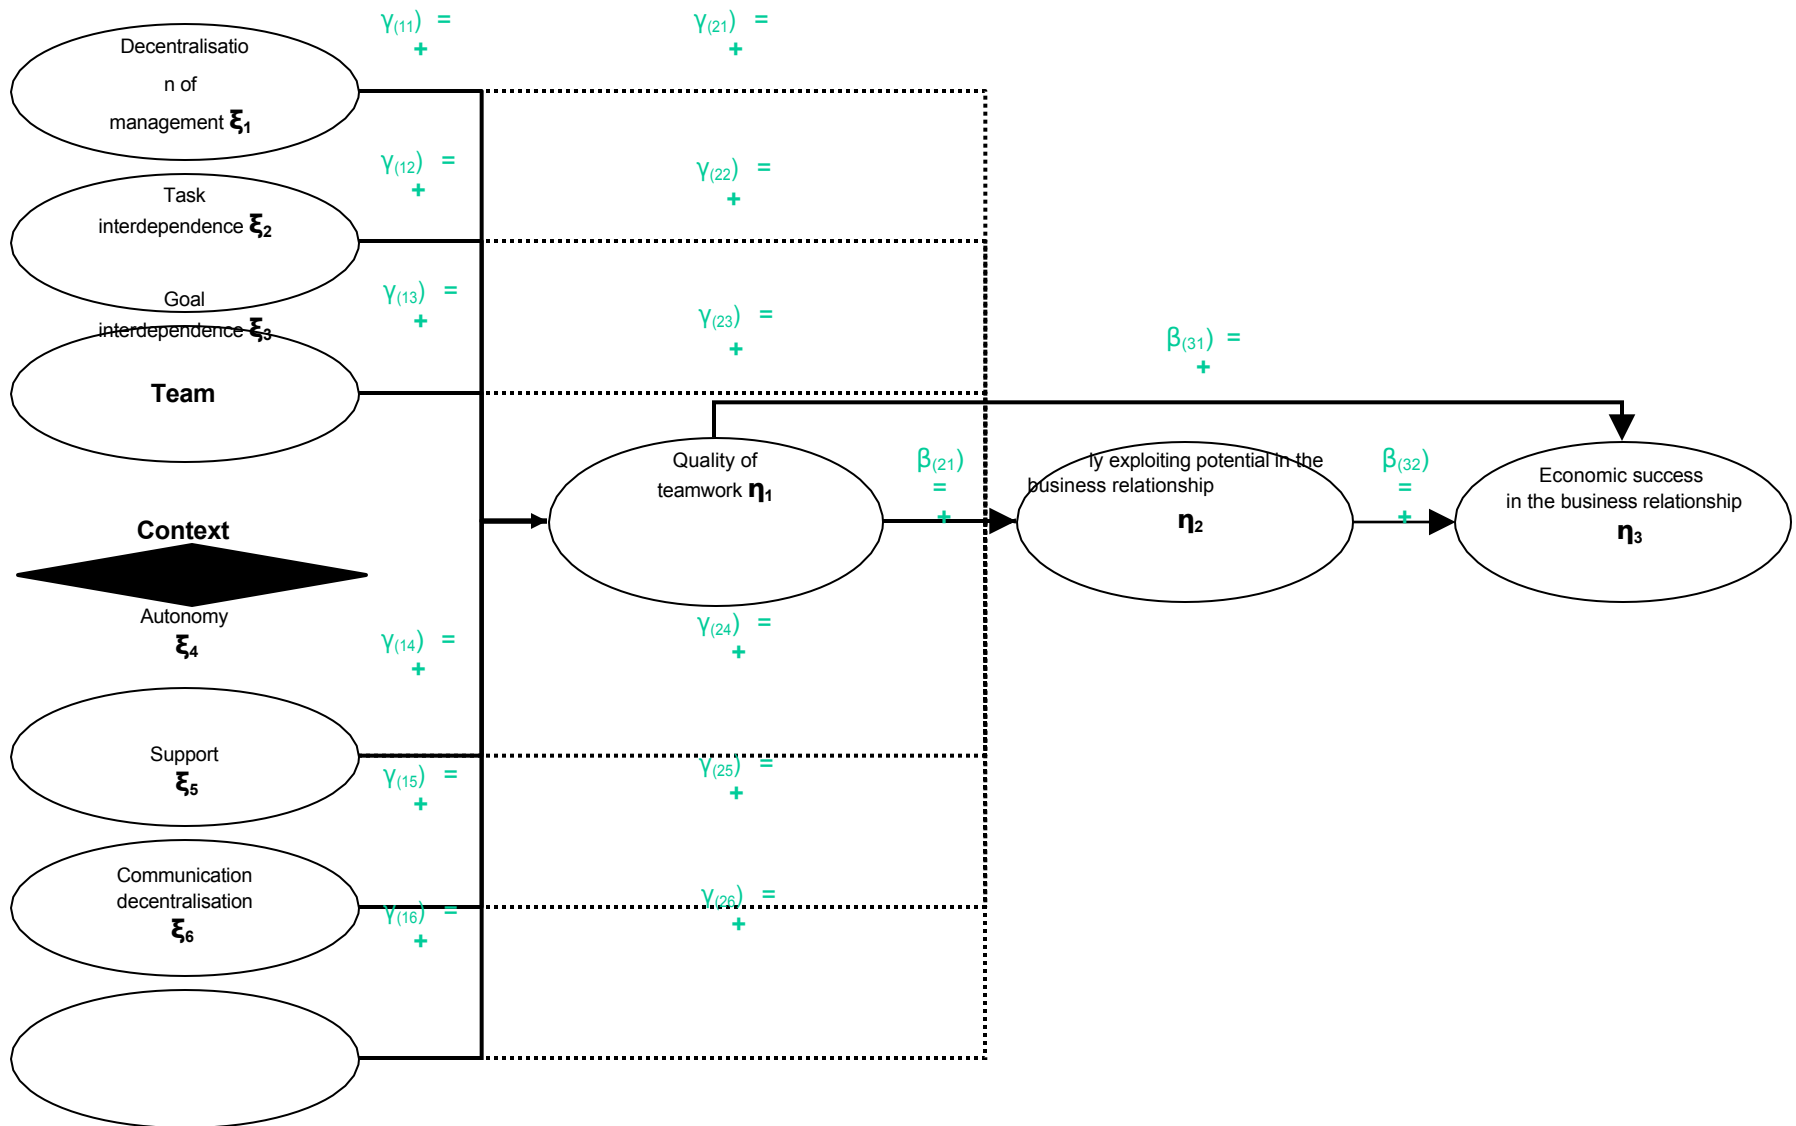 γ(11) =
+
γ(21) =
+
Decentralisatio
n of
management ξ1
γ(12) =
+
γ(22) =
+
Task
interdependence ξ2
γ(13) =
+
γ(23) =
+
Goal
interdependence ξ3
Team
β(31) =
+
Quality of
teamwork η1
β(21)
=
+
ly exploiting potential in the
business relationship
η2
β(32)
=
+
Economic success
in the business relationship
η3
Context
Autonomy
ξ4
γ(14) =
+
γ(24) =
+
Support
ξ5
γ(15) =
+
γ(25) =
+
Communication
decentralisation
ξ6
γ(16) =
+
γ(26) =
+